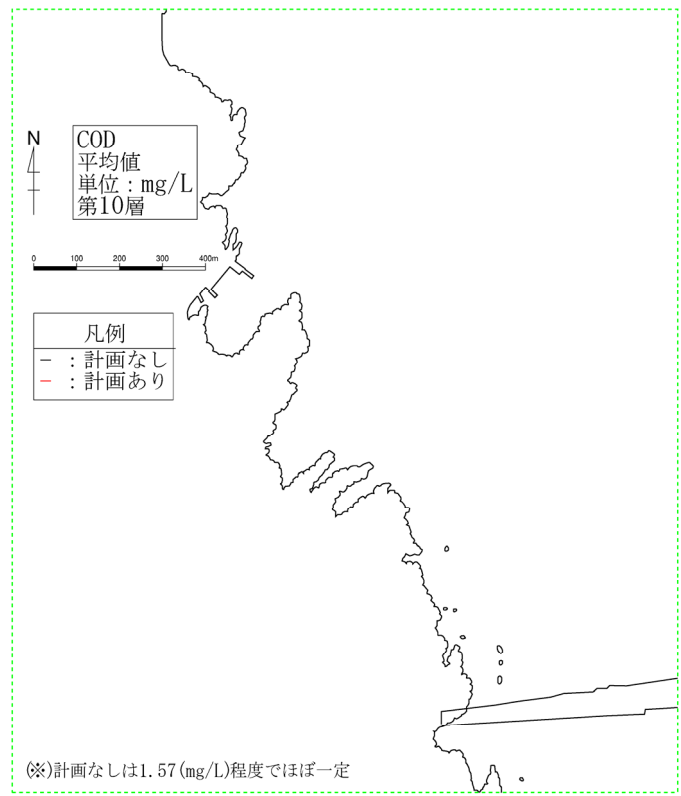 N
COD
平均値
単位：mg/L
第10層
0 100 200 300 400m
凡例
－ ：計画なし
－ ：計画あり
(※)計画なしは1.57(mg/L)程度でほぼ一定